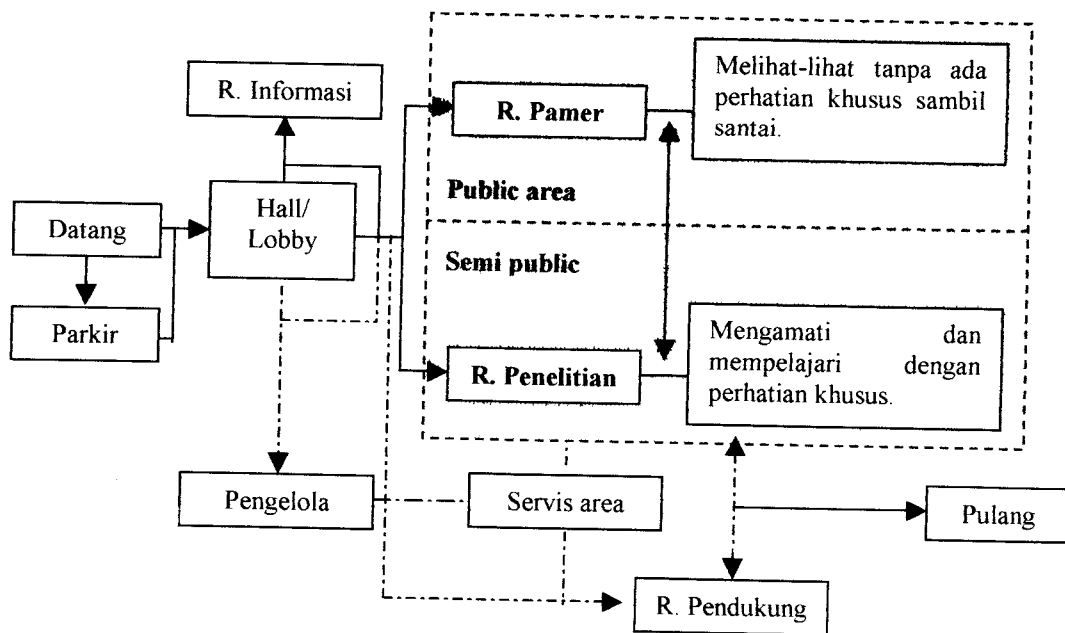 R. Informasi
Melihat-lihat tanpa ada
perhatian khusus sambil
santai.
R. Pamer
Public area
Hall/
Lobby
Datang
Semi public
Parkir
Mengamati dan
mempelajari dengan
perhatian khusus.
R. Penelitian
Pengelola
Servis area
Pulang
R. Pendukung